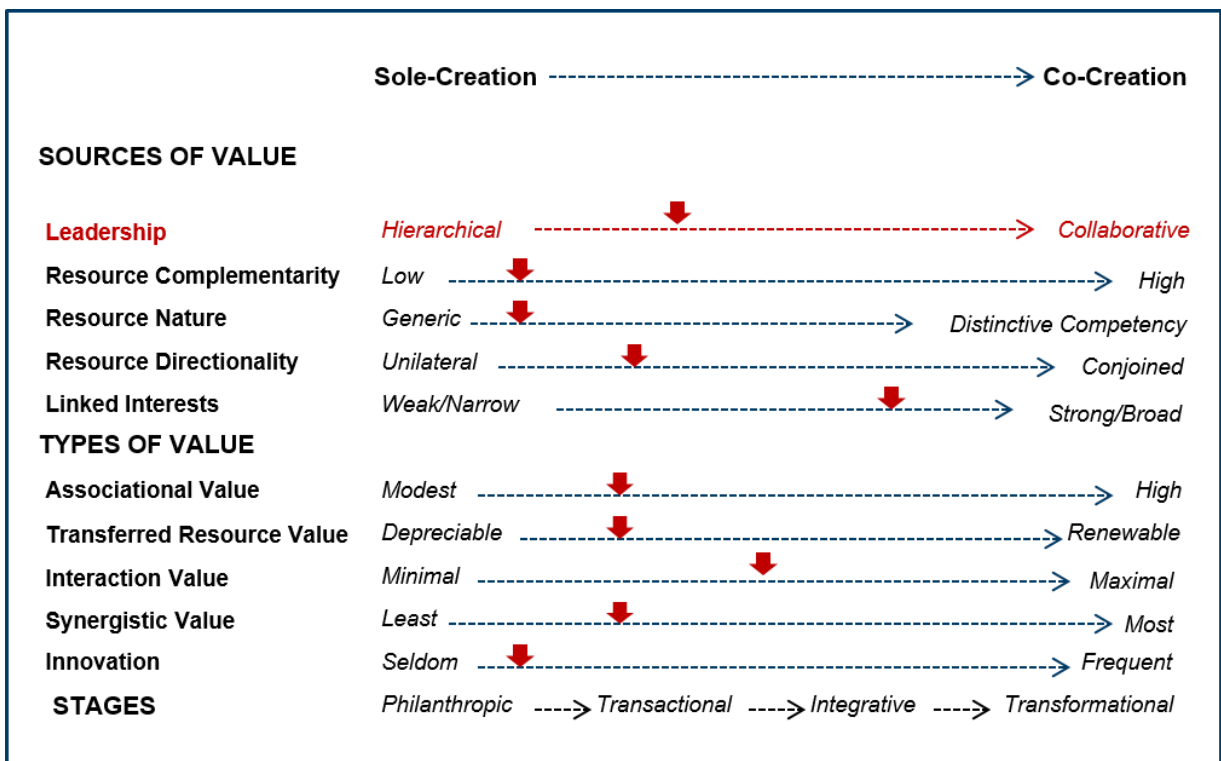 Sole-Creation Co-Creation
SOURCES OF VALUE
Leadership Hierarchical Collaborative
Resource Complementarity Low High
Resource Nature Generic Distinctive Competency
Resource Directionality Unilateral Conjoined
Linked Interests Weak/Narrow Strong/Broad
TYPES OF VALUE
Associational Value Modest High
Transferred Resource Value Depreciable Renewable
Interaction Value Minimal Maximal
Synergistic Value Least Most
Innovation Seldom Frequent
STAGES Philanthropic Transactional Integrative Transformational